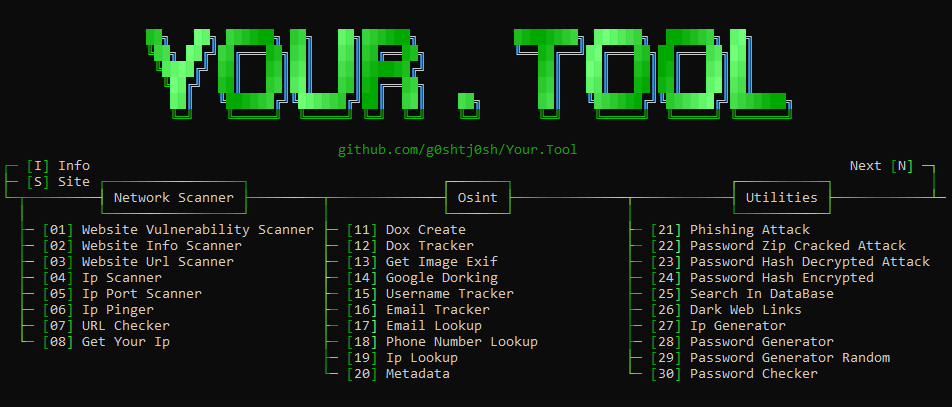 YOUR.TOOL
github.com/g0shtj0sh/Your.Tool
[I] Info
Next [N]
[S] Site
Network Scanner
[01] Website Vulnerability Scanner
[02] Website Info Scanner
[03] Website Url Scanner
[04] Ip Scanner
[05] Ip Port Scanner
[06] Ip Pinger
[07] URL Checker
[08] Get Your Ip
Osint
[11] Dox Create
[12] Dox Tracker
[13] Get Image Exif
[14] Google Dorking
[15] Username Tracker
[16] Email Tracker
[17] Email Lookup
[18] Phone Number Lookup
[19] Ip Lookup
[20] Metadata
Utilities
[21] Phishing Attack
[22] Password Zip Cracked Attack
[23] Password Hash Decrypted Attack
[24] Password Hash Encrypted
[25] Search In DataBase
[26] Dark Web Links
[27] Ip Generator
[28] Password Generator
[29] Password Generator Random
[30] Password Checker